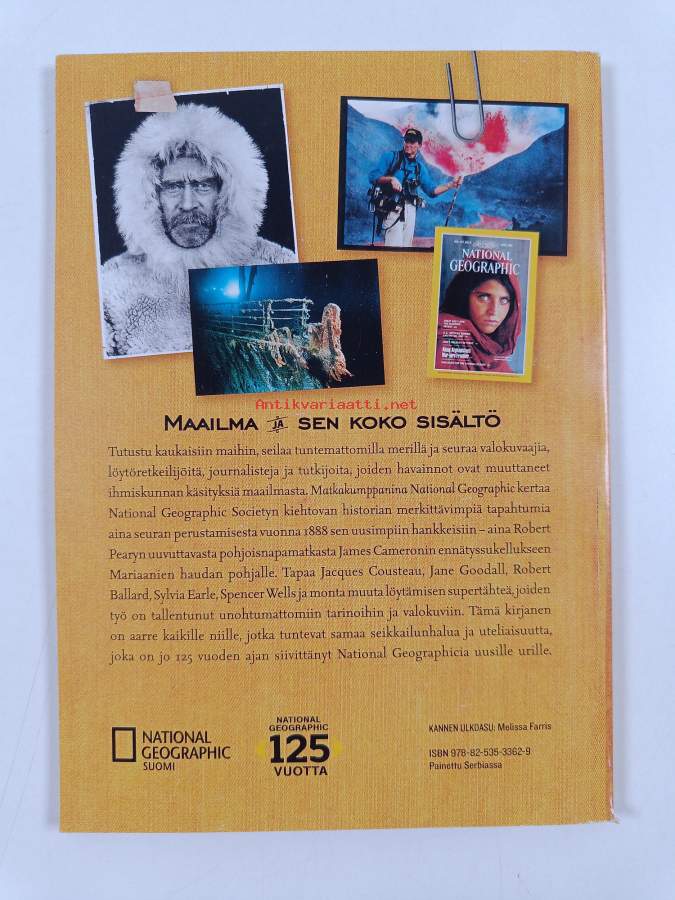 NATIONAL
GEOGRAPHIC
Antikvariaatti.net
MAAILMA JA SEN KOKO SISÄLTÖ
Tutustu kaukaisiin maihin, seilaa tuntemattomilla merillä ja seuraa valokuvaajia,
löytöretkeilijöitä, journalisteja ja tutkijoita, joiden havainnot ovat muuttaneet
ihmiskunnan käsityksiä maailmasta. Matkakumppanina National Geographic kertaa
National Geographic Societyn kiehtovan historian merkittävimpiä tapahtumia
aina seuran perustamisesta vuonna 1888 sen uusimpiin hankkeisiin – aina Robert
Pearyn uuvuttavasta pohjoisnapamatkasta James Cameronin ennätyssukellukseen
Mariaanien haudan pohjalle. Tapaa Jacques Cousteau, Jane Goodall, Robert
Ballard, Sylvia Earle, Spencer Wells ja monta muuta löytämisen supertähteä, joiden
työ on tallentunut unohtumattomiin tarinoihin ja valokuviin. Tämä kirjanen
on aarre kaikille niille, jotka tuntevat samaa seikkailunhalua ja uteliaisuutta,
joka on jo 125 vuoden ajan siivittänyt National Geographicia uusille urille.
NATIONAL
GEOGRAPHIC
SUOMI
NATIONAL
GEOGRAPHIC
125
VUOTTA
KANNEN ULKOASU: Melissa Farris
ISBN 978-82-535-3362-9
Painettu Serbiassa